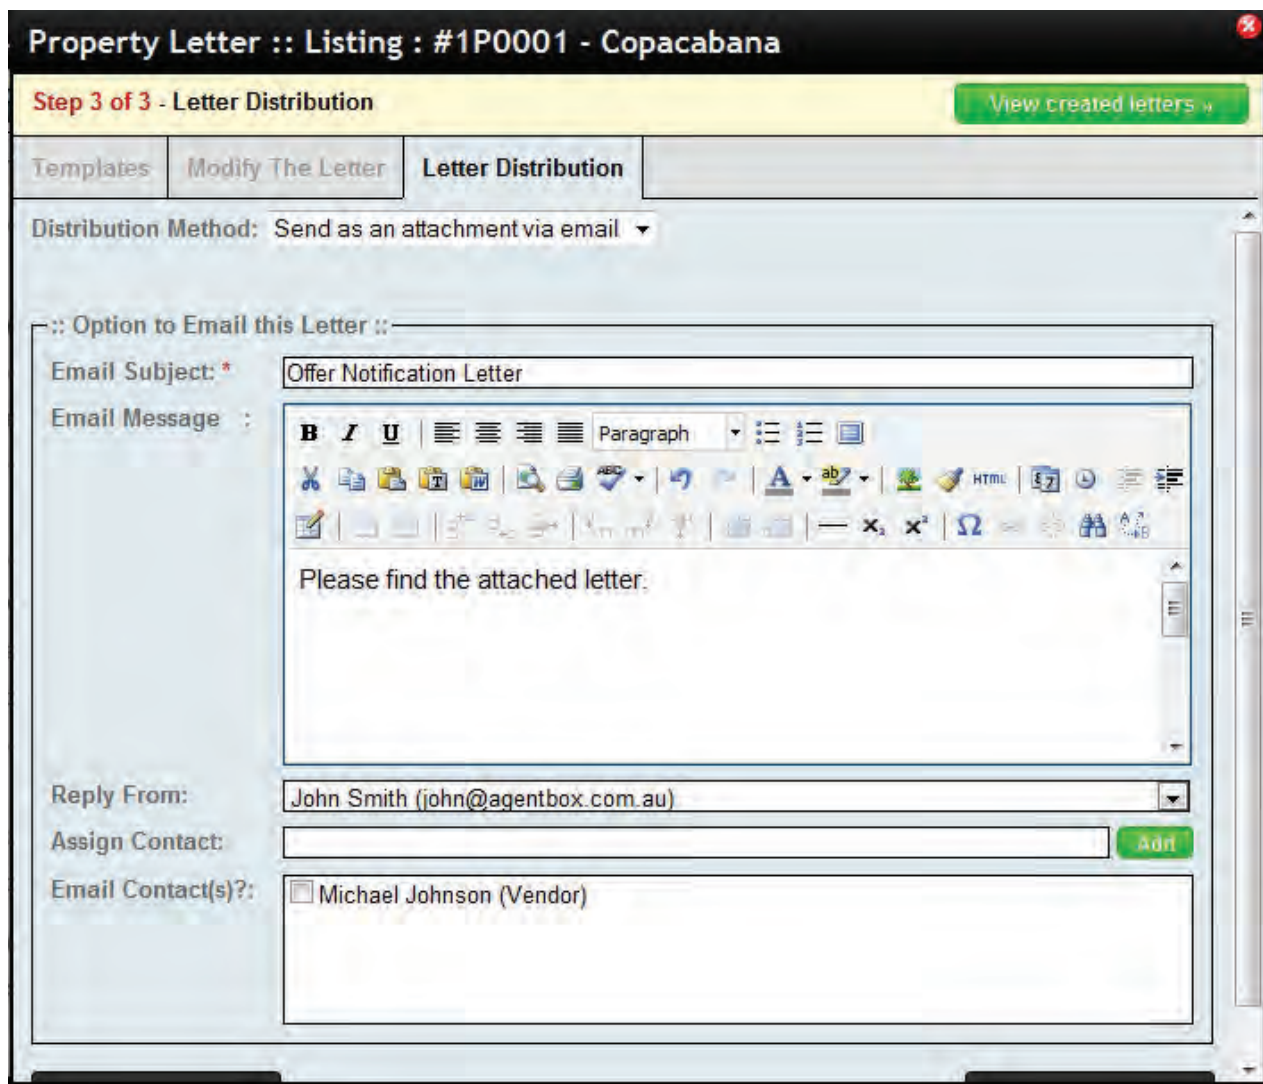 Property Letter :: Listing : #1P0001 - Copacabana
Step 3 of 3 - Letter Distribution
View created letters »
Templates
Modify The Letter
Letter Distribution
Distribution Method: Send as an attachment via email
:: Option to Email this Letter ::
Email Subject: *
Offer Notification Letter
Email Message :
B I U
Paragraph
ABC
T
W
A
ab
HTML
Ω
Please find the attached letter.
Reply From:
John Smith (john@agentbox.com.au)
Assign Contact:
Add
Email Contact(s)?:
Michael Johnson (Vendor)